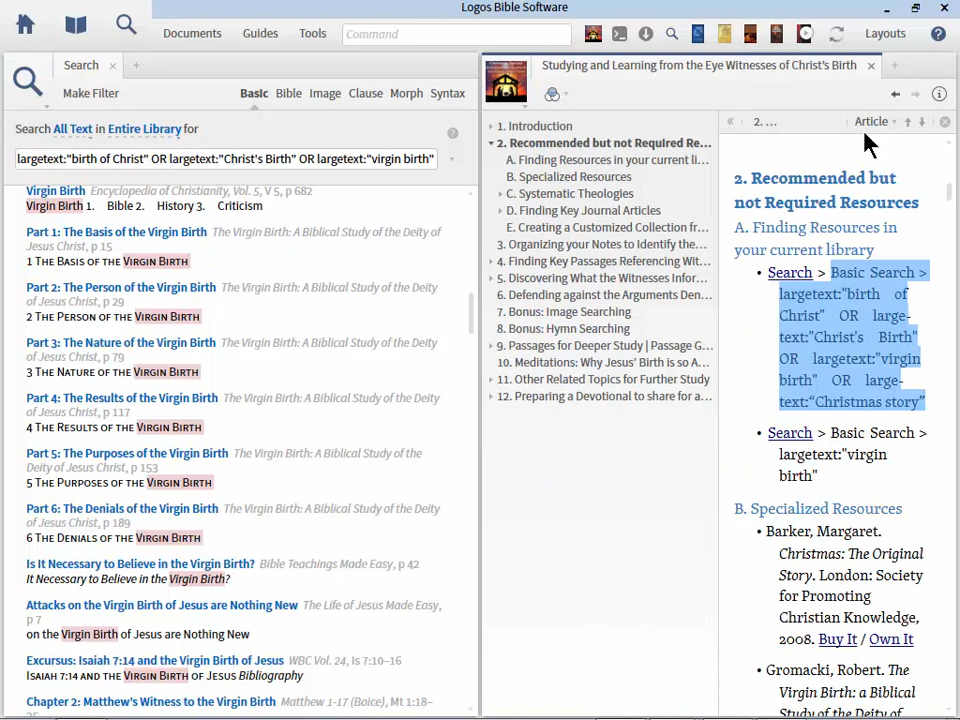 Logos Bible Software
Documents Guides Tools Command Layouts
Search
Make Filter Basic Bible Image Clause Morph Syntax
Search All Text in Entire Library for
largetext:"birth of Christ" OR largetext:"Christ's Birth" OR largetext:"virgin birth"
Virgin Birth Encyclopedia of Christianity, Vol. 5, V 5, p 682
Virgin Birth 1. Bible 2. History 3. Criticism
Part 1: The Basis of the Virgin Birth The Virgin Birth: A Biblical Study of the Deity of
Jesus Christ, p 15
1 The Basis of the Virgin Birth
Part 2: The Person of the Virgin Birth The Virgin Birth: A Biblical Study of the Deity
of Jesus Christ, p 29
2 The Person of the Virgin Birth
Part 3: The Nature of the Virgin Birth The Virgin Birth: A Biblical Study of the Deity
of Jesus Christ, p 79
3 The Nature of the Virgin Birth
Part 4: The Results of the Virgin Birth The Virgin Birth: A Biblical Study of the Deity
of Jesus Christ, p 117
4 The Results of the Virgin Birth
Part 5: The Purposes of the Virgin Birth The Virgin Birth: A Biblical Study of the
Deity of Jesus Christ, p 153
5 The Purposes of the Virgin Birth
Part 6: The Denials of the Virgin Birth The Virgin Birth: A Biblical Study of the Deity
of Jesus Christ, p 189
6 The Denials of the Virgin Birth
Is It Necessary to Believe in the Virgin Birth? Bible Teachings Made Easy, p 42
It Necessary to Believe in the Virgin Birth?
Attacks on the Virgin Birth of Jesus are Nothing New The Life of Jesus Made Easy,
p 7
on the Virgin Birth of Jesus are Nothing New
Excursus: Isaiah 7:14 and the Virgin Birth of Jesus WBC Vol. 24, Is 7:10–16
Isaiah 7:14 and the Virgin Birth of Jesus Bibliography
Chapter 2: Matthew's Witness to the Virgin Birth Matthew 1-17 (Boice), Mt 1:18–
Studying and Learning from the Eye Witnesses of Christ's Birth
2. ... Article
1. Introduction
2. Recommended but not Required Re...
A. Finding Resources in your current li...
B. Specialized Resources
C. Systematic Theologies
D. Finding Key Journal Articles
E. Creating a Customized Collection fr...
3. Organizing your Notes to Identify the...
4. Finding Key Passages Referencing Wit...
5. Discovering What the Witnesses Infor...
6. Defending against the Arguments Den...
7. Bonus: Image Searching
8. Bonus: Hymn Searching
9. Passages for Deeper Study | Passage G...
10. Meditations: Why Jesus' Birth is so A...
11. Other Related Topics for Further Study
12. Preparing a Devotional to share for a...
2. Recommended but
not Required Resources
A. Finding Resources in
your current library
• Search > Basic Search >
largetext:"birth of
Christ" OR large-
text:"Christ's Birth"
OR largetext:"virgin
birth" OR large-
text:“Christmas story”
• Search > Basic Search >
largetext:"virgin
birth"
B. Specialized Resources
• Barker, Margaret.
Christmas: The Original
Story. London: Society
for Promoting
Christian Knowledge,
2008. Buy It / Own It
• Gromacki, Robert. The
Virgin Birth: a Biblical
Study of the Deity of